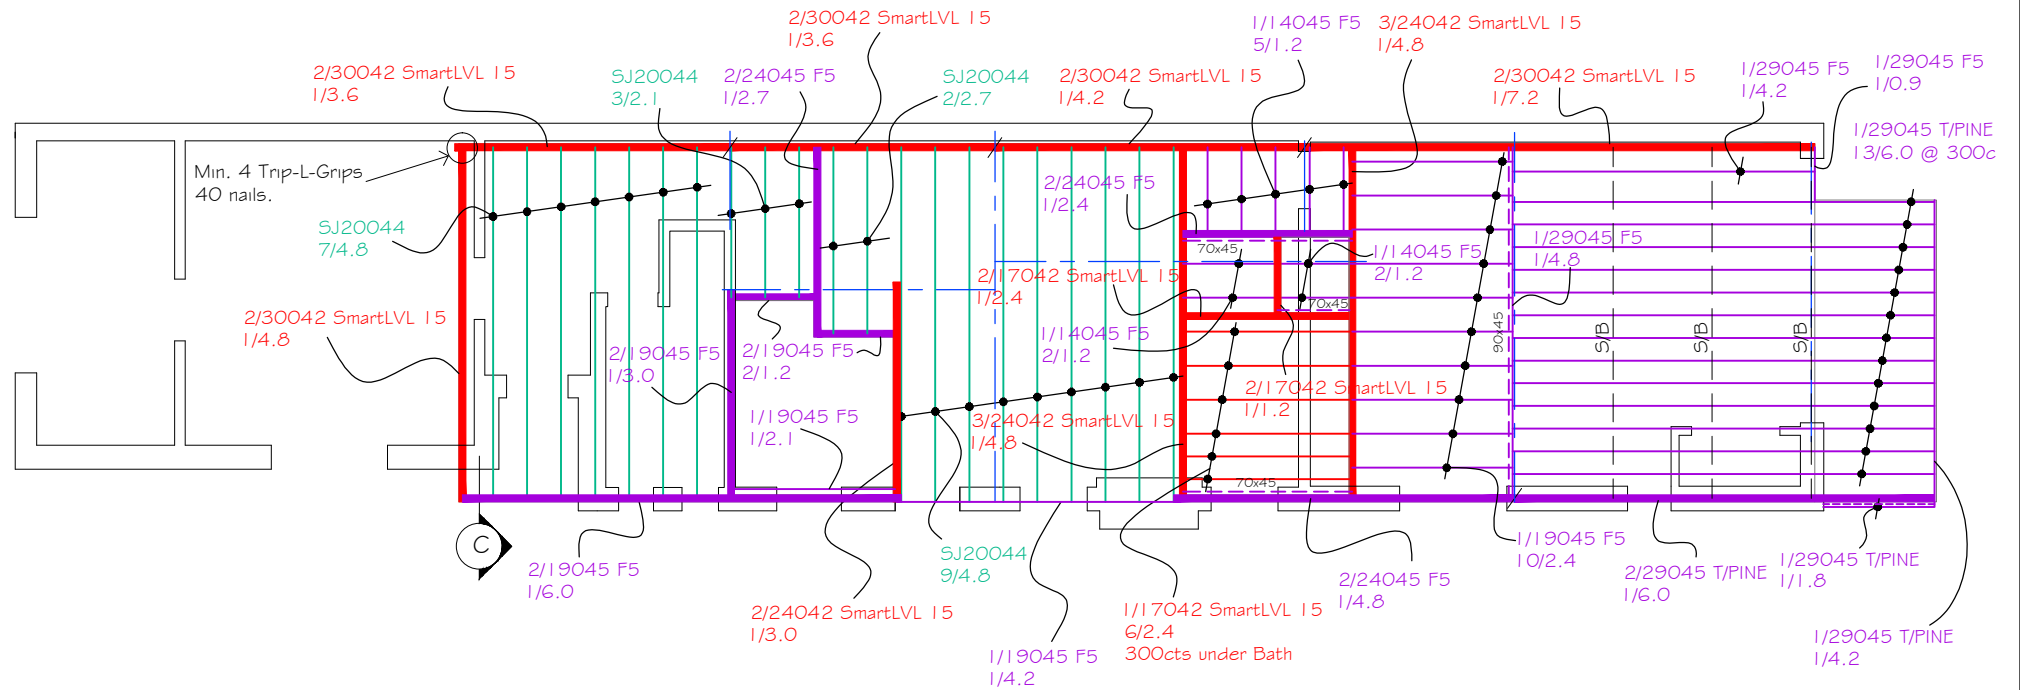 2/30042 SmartLVL 15
1/3.6
1/14045 F5
5/1.2
3/24042 SmartLVL 15
1/4.8
2/30042 SmartLVL 15
1/3.6
SJ20044
3/2.1
2/24045 F5
1/2.7
SJ20044
2/2.7
2/30042 SmartLVL 15
1/4.2
2/30042 SmartLVL 15
1/7.2
1/29045 F5
1/4.2
1/29045 F5
1/0.9
1/29045 T/PINE
13/6.0 @ 300c
Min. 4 Trip-L-Grips
40 nails.
SJ20044
7/4.8
2/24045 F5
1/2.4
70x45
1/14045 F5
2/1.2
1/29045 F5
1/4.8
2/17042 SmartLVL 15
1/2.4
70x45
2/30042 SmartLVL 15
1/4.8
2/19045 F5
1/3.0
2/19045 F5
2/1.2
1/14045 F5
2/1.2
90x45
S/B
S/B
S/B
2/17042 SmartLVL 15
1/1.2
1/19045 F5
1/2.1
3/24042 SmartLVL 15
1/4.8
70x45
C
2/19045 F5
1/6.0
SJ20044
9/4.8
2/24042 SmartLVL 15
1/3.0
1/19045 F5
1/4.2
1/17042 SmartLVL 15
6/2.4
300cts under Bath
2/24045 F5
1/4.8
1/19045 F5
10/2.4
2/29045 T/PINE
1/6.0
1/29045 T/PINE
1/1.8
1/29045 T/PINE
1/4.2